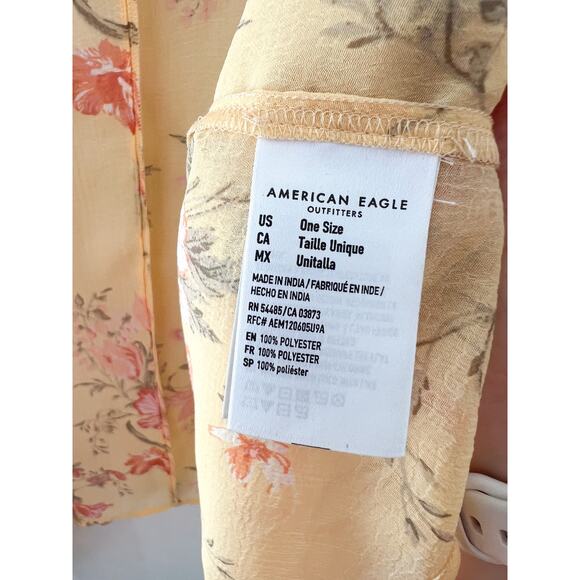 AMERICAN EAGLE
OUTFITTERS
US One Size
CA Taille Unique
MX Unitalla
MADE IN INDIA / FABRIQUÉ EN INDE /
HECHO EN INDIA
RN 54485 / CA 03873
RFC# AEM120605U9A
EN 100% POLYESTER
FR 100% POLYESTER
SP 100% poliéster